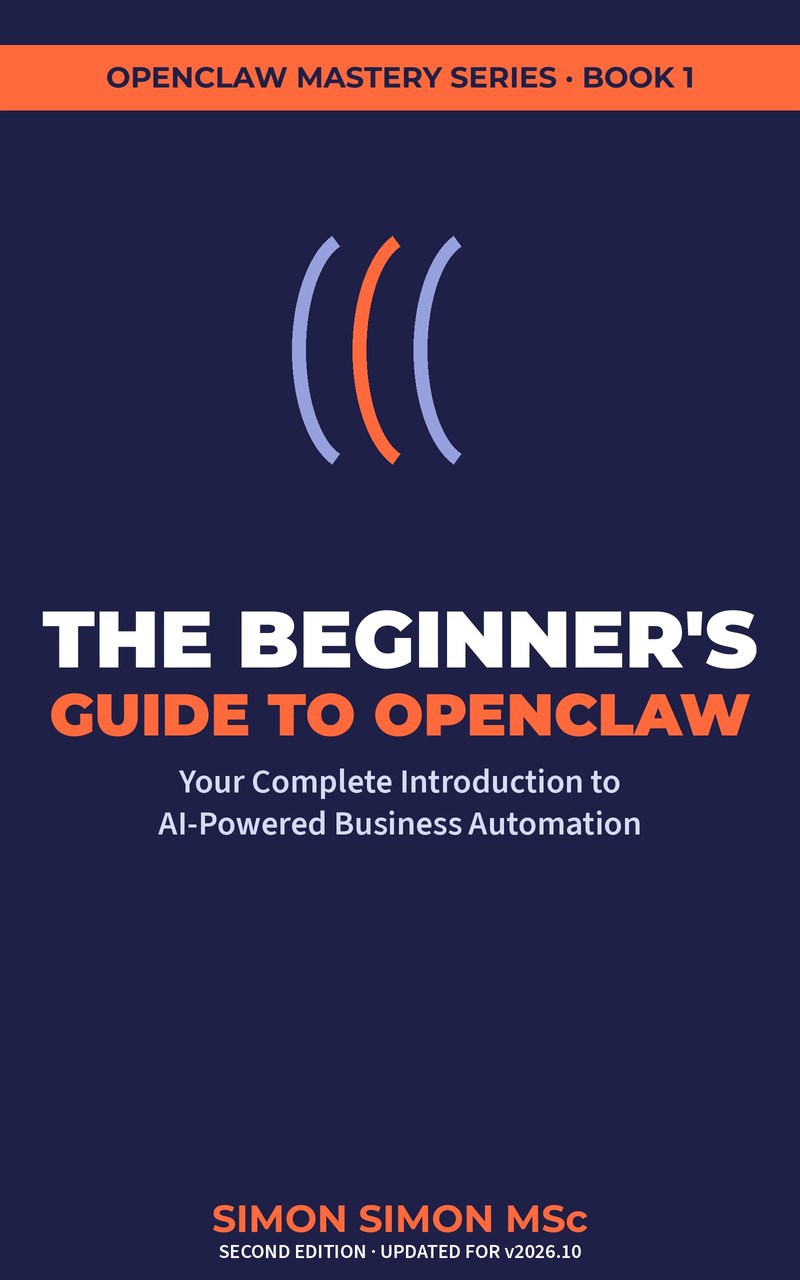 OPENCLAW MASTERY SERIES · BOOK 1
THE BEGINNER'S
GUIDE TO OPENCLAW
Your Complete Introduction to
AI-Powered Business Automation
SIMON SIMON MSc
SECOND EDITION · UPDATED FOR v2026.10